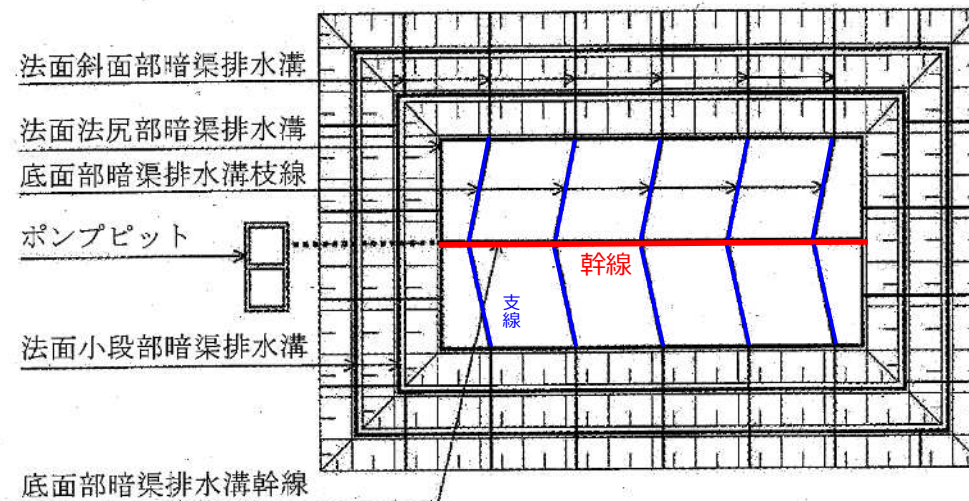 法面斜面部暗渠排水溝
法面法尻部暗渠排水溝
底面部暗渠排水溝枝線
ポンプピット
幹線
支線
法面小段部暗渠排水溝
底面部暗渠排水溝幹線